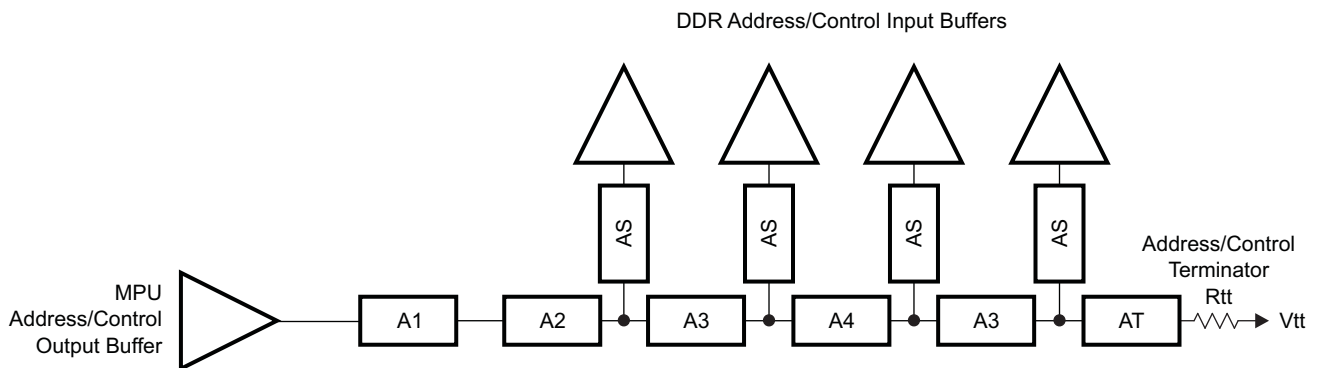 DDR Address/Control Input Buffers
AS
AS
AS
AS
Address/Control
Terminator
Rtt
MPU
Address/Control
Output Buffer
A1
A2
A3
A4
A3
AT
Vtt